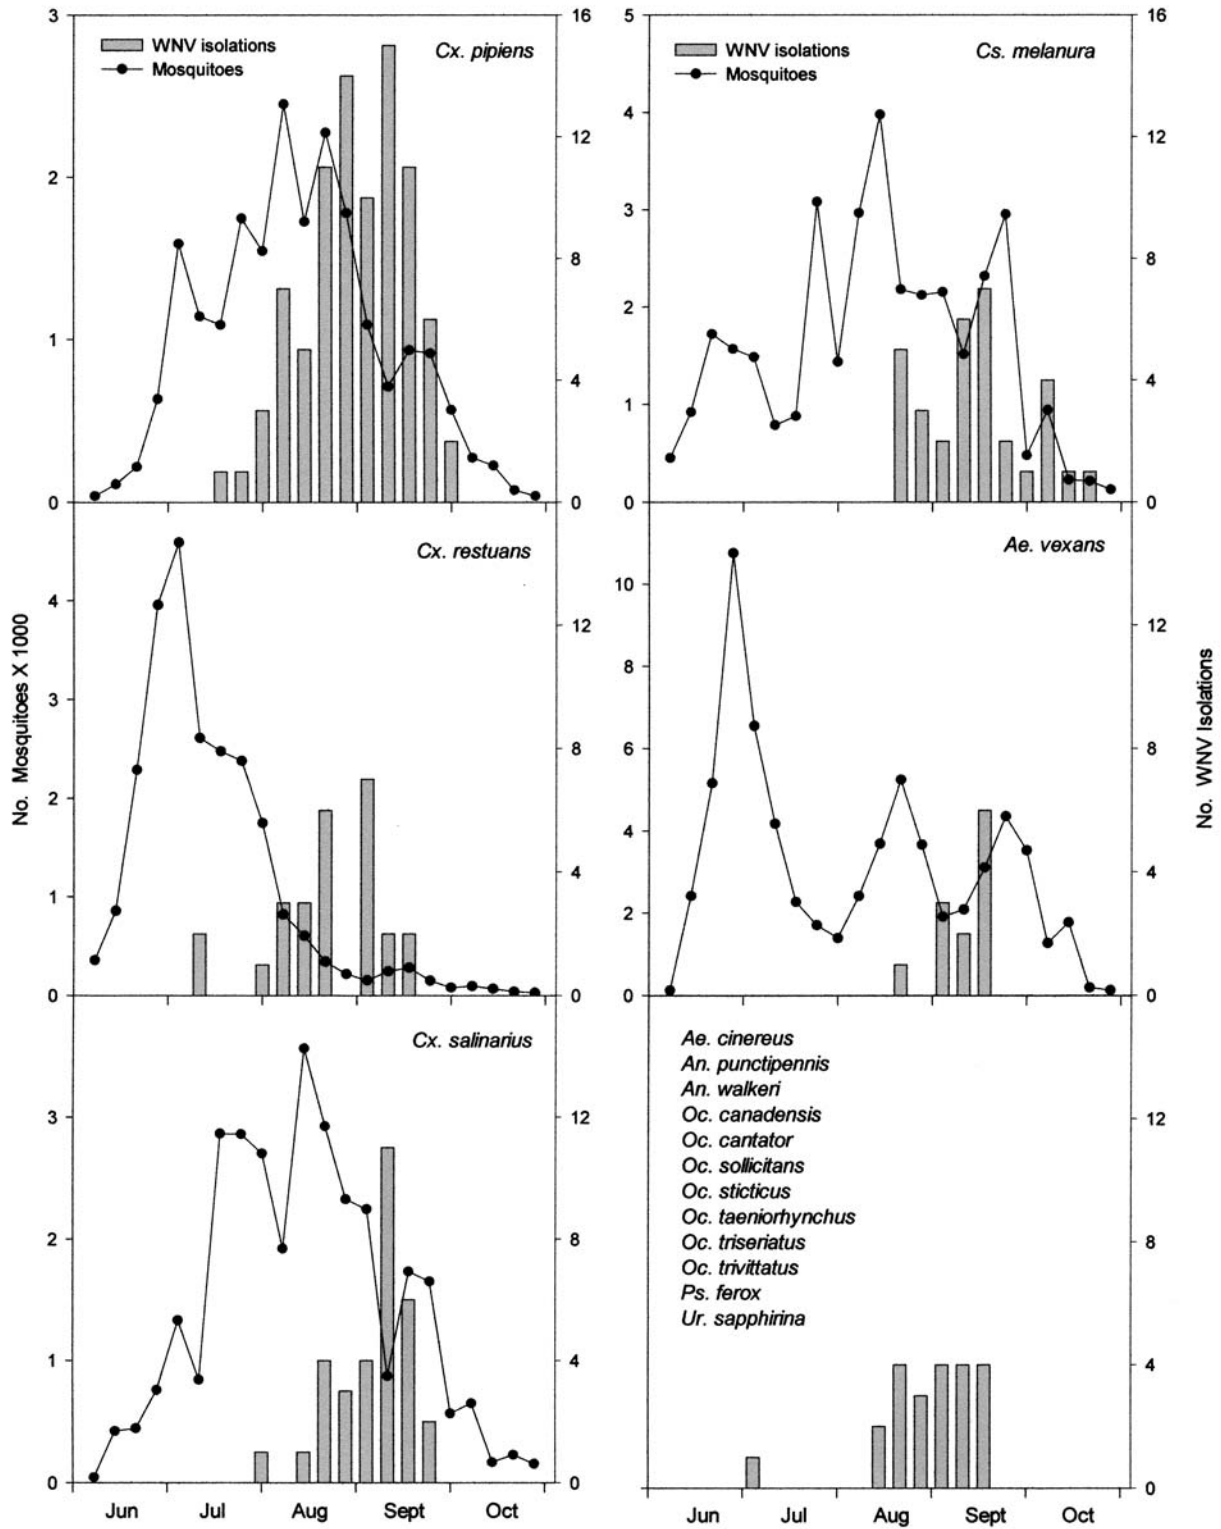 3
2
1
0
WNV isolations
Mosquitoes
Cx. pipiens
16
12
8
4
0
5
4
3
2
1
0
WNV isolations
Mosquitoes
Cs. melanura
16
12
8
4
0
No. Mosquitoes X 1000
4
3
2
1
0
Cx. restuans
12
8
4
0
10
8
6
4
2
0
Ae. vexans
12
8
4
0
No. WNV Isolations
3
2
1
0
Cx. salinarius
12
8
4
0
Jun Jul Aug Sept Oct
Ae. cinereus
An. punctipennis
An. walkeri
Oc. canadensis
Oc. cantator
Oc. sollicitans
Oc. sticticus
Oc. taeniorhynchus
Oc. triseriatus
Oc. trivittatus
Ps. ferox
Ur. sapphirina
12
8
4
0
Jun Jul Aug Sept Oct